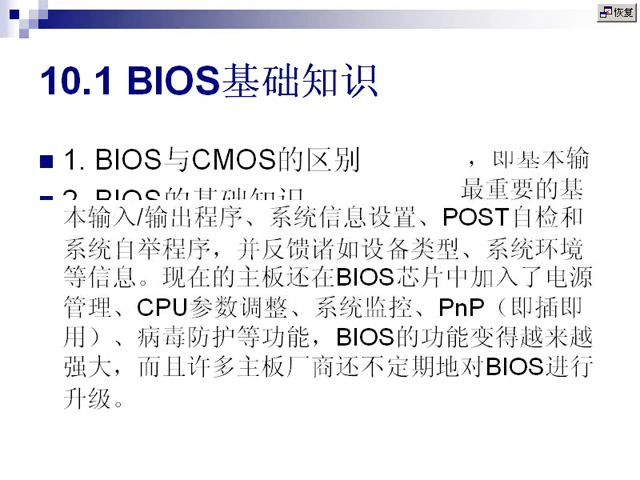 恢复
10.1 BIOS基础知识
1. BIOS与CMOS的区别
，即基本输
2. BIOS的基础知识
最重要的基
本输入/输出程序、系统信息设置、POST自检和
系统自举程序，并反馈诸如设备类型、系统环境
等信息。现在的主板还在BIOS芯片中加入了电源
管理、CPU参数调整、系统监控、PnP（即插即
用）、病毒防护等功能，BIOS的功能变得越来越
强大，而且许多主板厂商还不定期地对BIOS进行
升级。